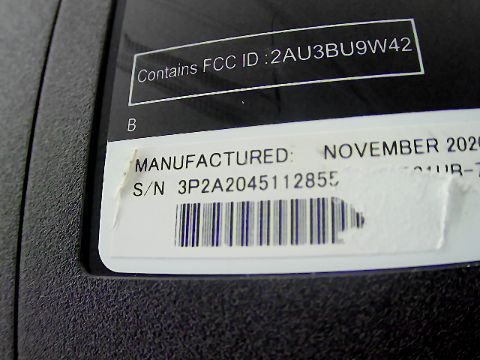 Contains FCC ID : 2AU3BU9W42
B
MANUFACTURED: NOVEMBER 2020
S/N 3P2A2045112855